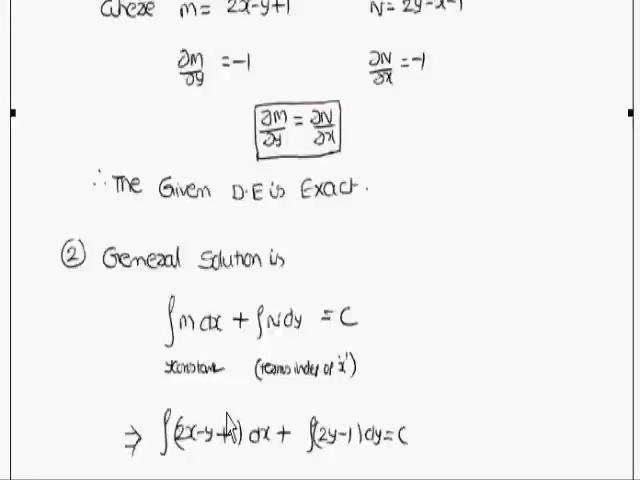 where M = 2x-y+1 N = 2y-x-1
∂M/∂y = -1 ∂N/∂x = -1
∂M/∂y = ∂N/∂x
∴ The Given D.E is Exact.
② General Solution is
∫M dx + ∫N dy = C
y constant (terms indep of 'x')
⇒ ∫(2x-y+1) dx + ∫(2y-1) dy = C